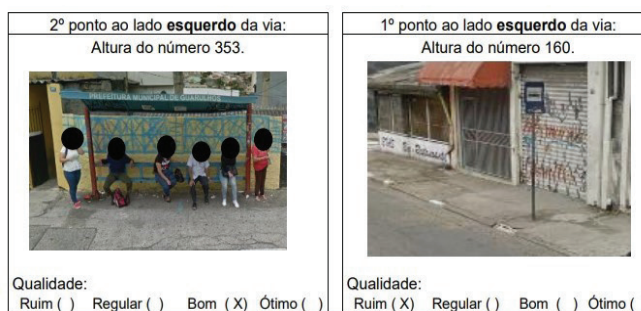 2º ponto ao lado esquerdo da via:
Altura do número 353.
PREFEITURA MUNICIPAL DE GUARULHOS
Qualidade:
Ruim ( ) Regular ( ) Bom ( X) Ótimo ( )
1º ponto ao lado esquerdo da via:
Altura do número 160.
Qualidade:
Ruim ( X) Regular ( ) Bom ( ) Ótimo (